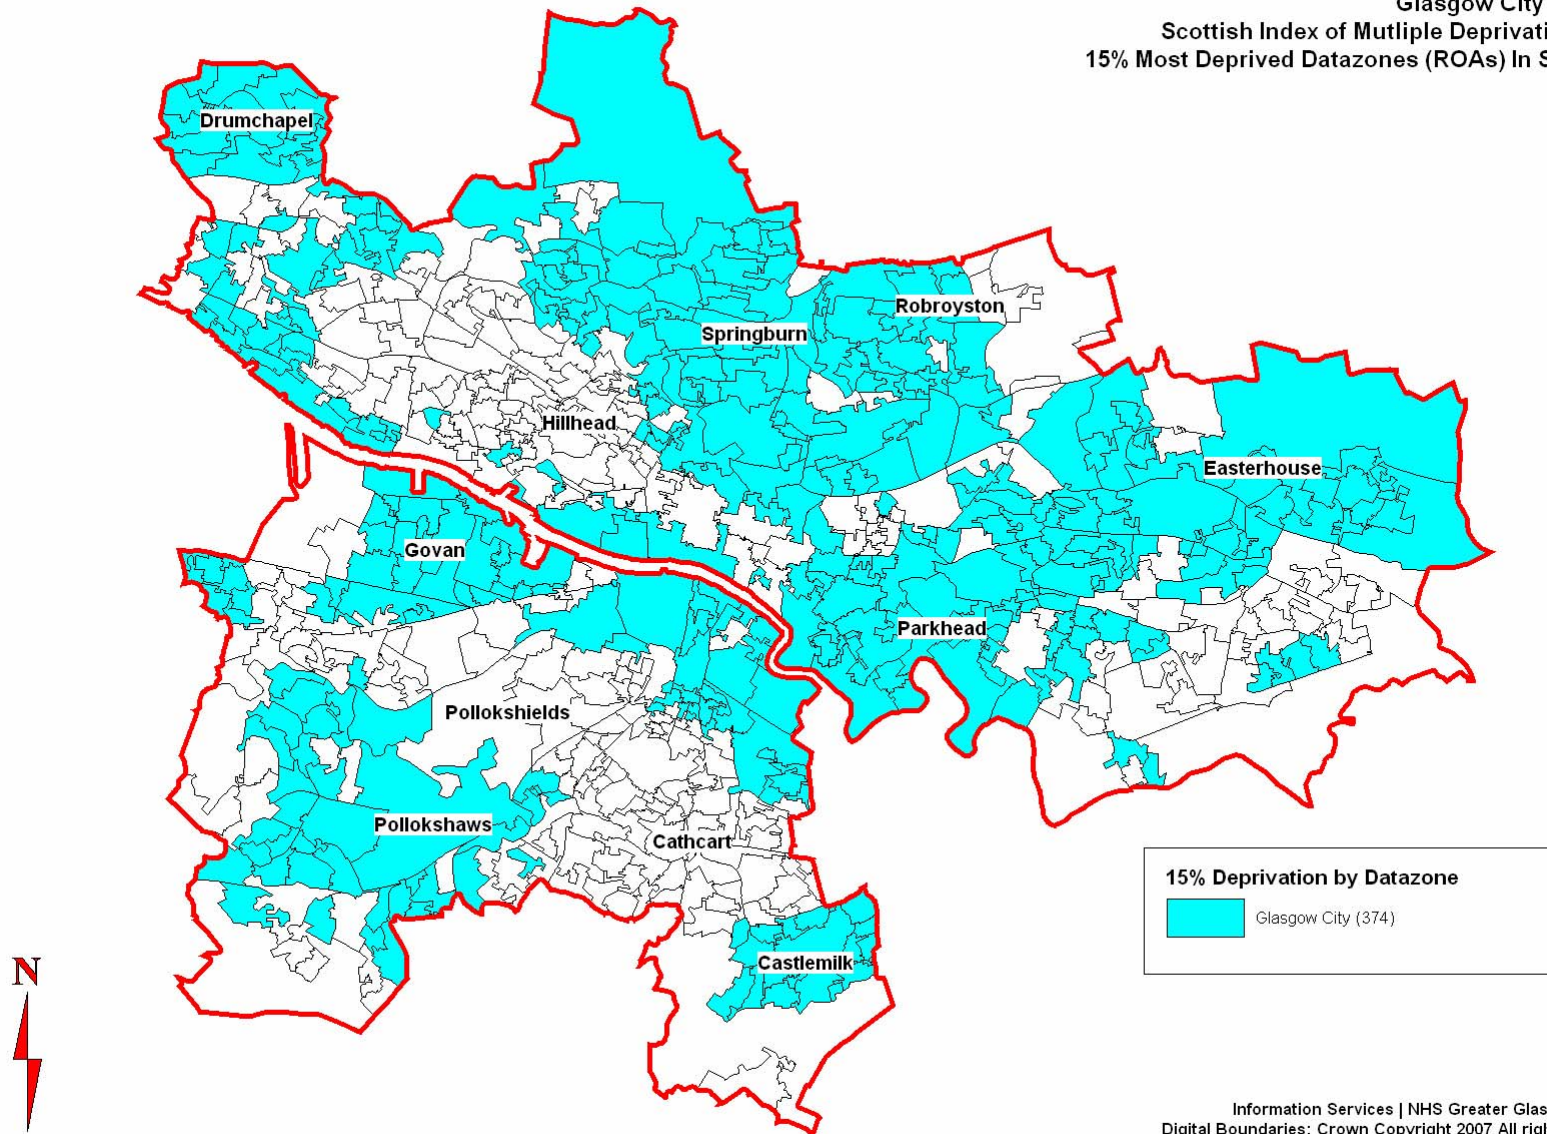 Glasgow City
Scottish Index of Mutliple Deprivati
15% Most Deprived Datazones (ROAs) In S
Drumchapel
Robroyston
Springburn
Hillhead
Easterhouse
Govan
Parkhead
Pollokshields
Pollokshaws
Cathcart
15% Deprivation by Datazone
Glasgow City (374)
Castlemilk
N
Information Services | NHS Greater Glas
Digital Boundaries: Crown Copyright 2007 All righ